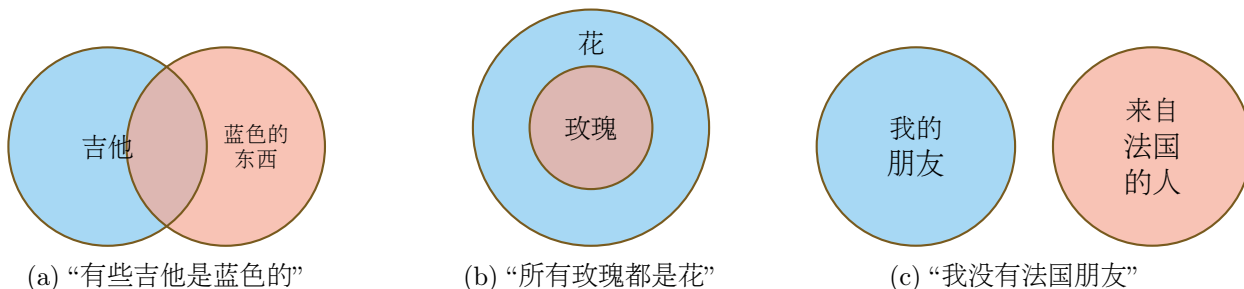 吉他
蓝色的
东西
(a) “有些吉他是蓝色的”
花
玫瑰
(b) “所有玫瑰都是花”
我的
朋友
来自
法国
的人
(c) “我没有法国朋友”